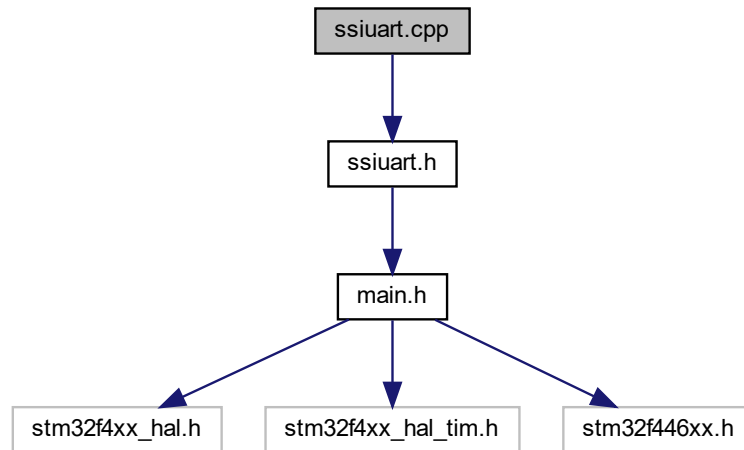 ssiuart.cpp
ssiuart.h
main.h
stm32f4xx_hal.h
stm32f4xx_hal_tim.h
stm32f446xx.h